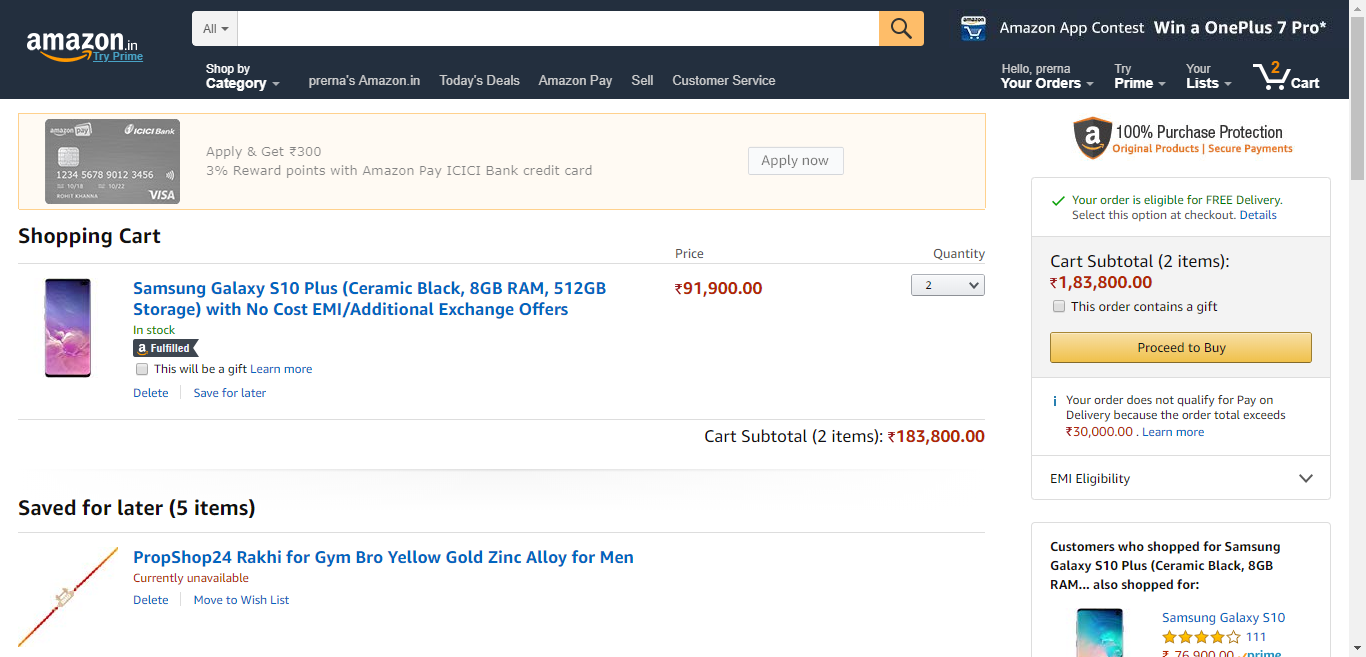 amazon.in
Try Prime
All
amazon
Amazon App Contest Win a OnePlus 7 Pro*
Shop by
Category
prerna's Amazon.in Today's Deals Amazon Pay Sell Customer Service
Hello, prerna
Your Orders
Try
Prime
Your
Lists
2
Cart
amazon pay ICICI Bank
1234 5678 9012 3456
10/18 10/22
ROHIT KHANNA VISA
Apply & Get ₹300
3% Reward points with Amazon Pay ICICI Bank credit card
Apply now
a 100% Purchase Protection
Original Products | Secure Payments
Your order is eligible for FREE Delivery.
Select this option at checkout. Details
Cart Subtotal (2 items):
₹1,83,800.00
This order contains a gift
Proceed to Buy
i Your order does not qualify for Pay on
Delivery because the order total exceeds
₹30,000.00 . Learn more
EMI Eligibility
Shopping Cart
Price Quantity
Samsung Galaxy S10 Plus (Ceramic Black, 8GB RAM, 512GB
Storage) with No Cost EMI/Additional Exchange Offers
₹91,900.00
2
In stock
a Fulfilled
This will be a gift Learn more
Delete Save for later
Cart Subtotal (2 items): ₹183,800.00
Saved for later (5 items)
PropShop24 Rakhi for Gym Bro Yellow Gold Zinc Alloy for Men
Currently unavailable
Delete Move to Wish List
Customers who shopped for Samsung
Galaxy S10 Plus (Ceramic Black, 8GB
RAM... also shopped for:
Samsung Galaxy S10
111
₹ 76,900.00 prime